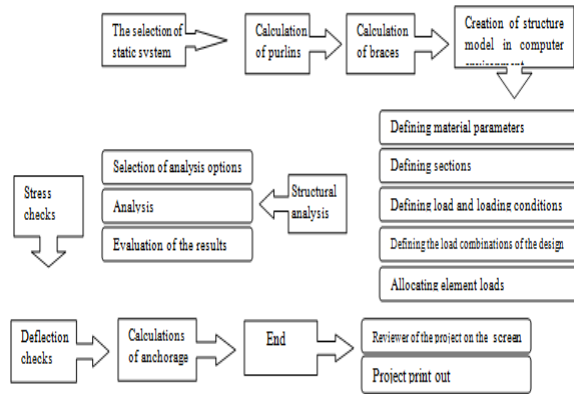 The selection of
static system
Calculation
of purlins
Calculation
of braces
Creation of structure
model in computer
environment
Defining material parameters
Defining sections
Defining load and loading conditions
Defining the load combinations of the design
Allocating element loads
Structural
analysis
Selection of analysis options
Analysis
Evaluation of the results
Stress
checks
Deflection
checks
Calculations
of anchorage
End
Reviewer of the project on the screen
Project print out